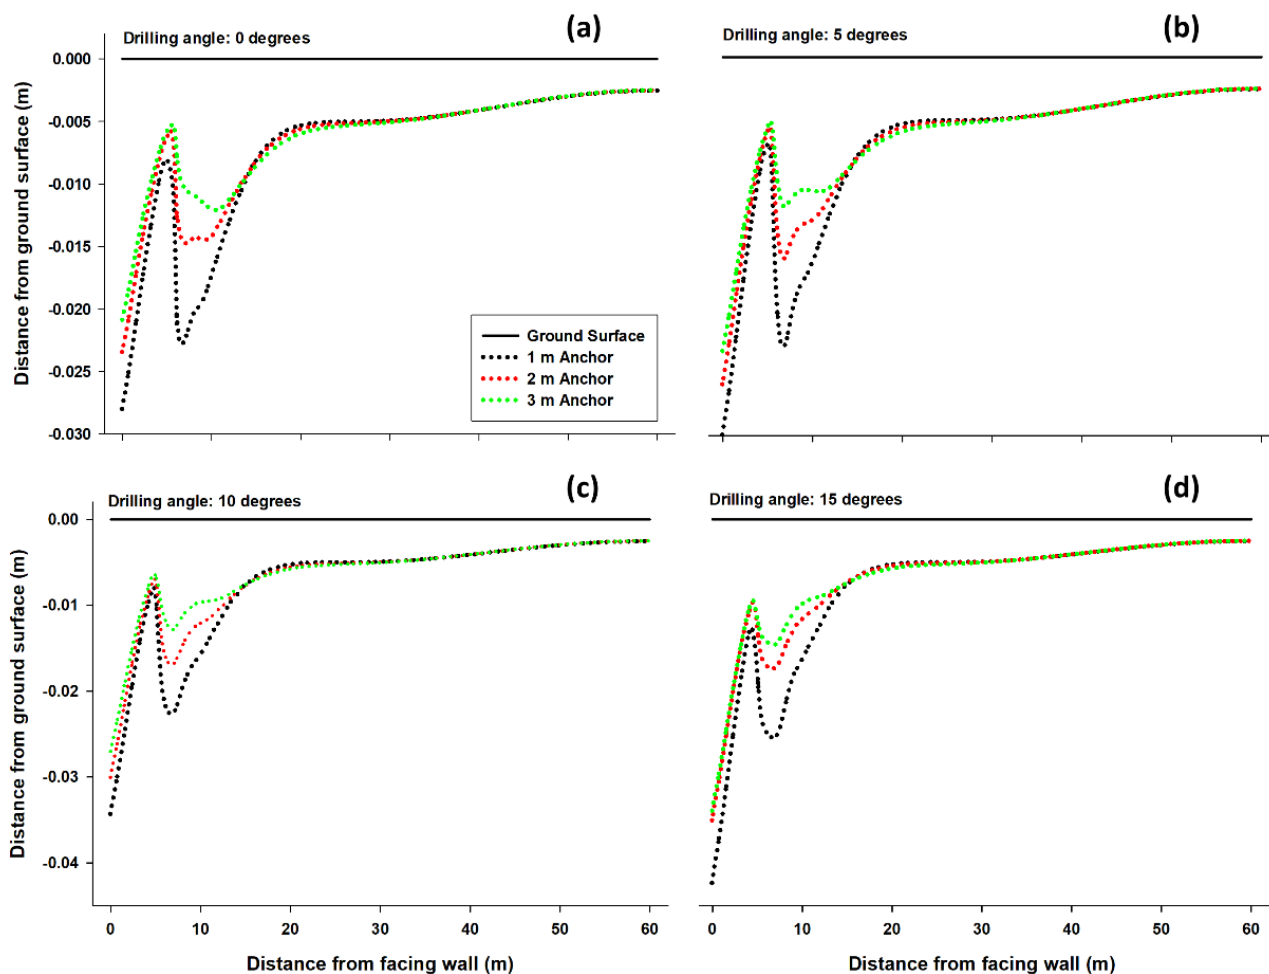 (a)
Drilling angle: 0 degrees
0.000
-0.005
-0.010
-0.015
-0.020
-0.025
-0.030
Distance from ground surface (m)
Ground Surface
1 m Anchor
2 m Anchor
3 m Anchor
(b)
Drilling angle: 5 degrees
(c)
Drilling angle: 10 degrees
0.00
-0.01
-0.02
-0.03
-0.04
Distance from ground surface (m)
0 10 20 30 40 50 60
Distance from facing wall (m)
(d)
Drilling angle: 15 degrees
0 10 20 30 40 50 60
Distance from facing wall (m)